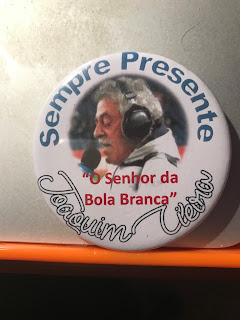 Sempre Presente
"O Senhor da
Bola Branca"
Joaquim Vieira